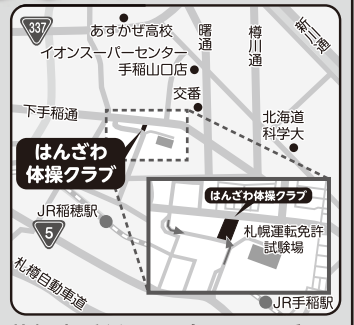 337
あすかぜ高校
イオンスーパーセンター
手稲山口店
曙通
樽川通
新川通
交番
下手稲通
北海道
科学大
はんざわ
体操クラブ
はんざわ体操クラブ
JR稲穂駅
札幌運転免許
試験場
5
札樽自動車道
JR手稲駅